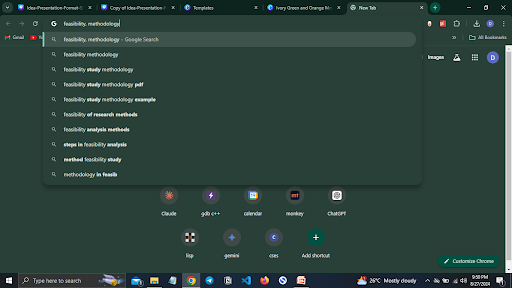 Idea-Presentation-Format-S
Copy of Idea-Presentation-F
Templates
Ivory Green and Orange M
New Tab
feasibility, methodology
Gmail
All Bookmarks
feasibility, methodology - Google Search
feasibility methodology
feasibility study methodology
feasibility study methodology pdf
feasibility study methodology example
feasibility of research methods
feasibility analysis methods
steps in feasibility analysis
method feasibility study
methodology in feasib
Images
D
Claude
gdb c++
calendar
monkey
ChatGPT
lisp
gemini
cses
Add shortcut
Customize Chrome
Type here to search
26°C Mostly cloudy
9:59 PM
8/27/2024